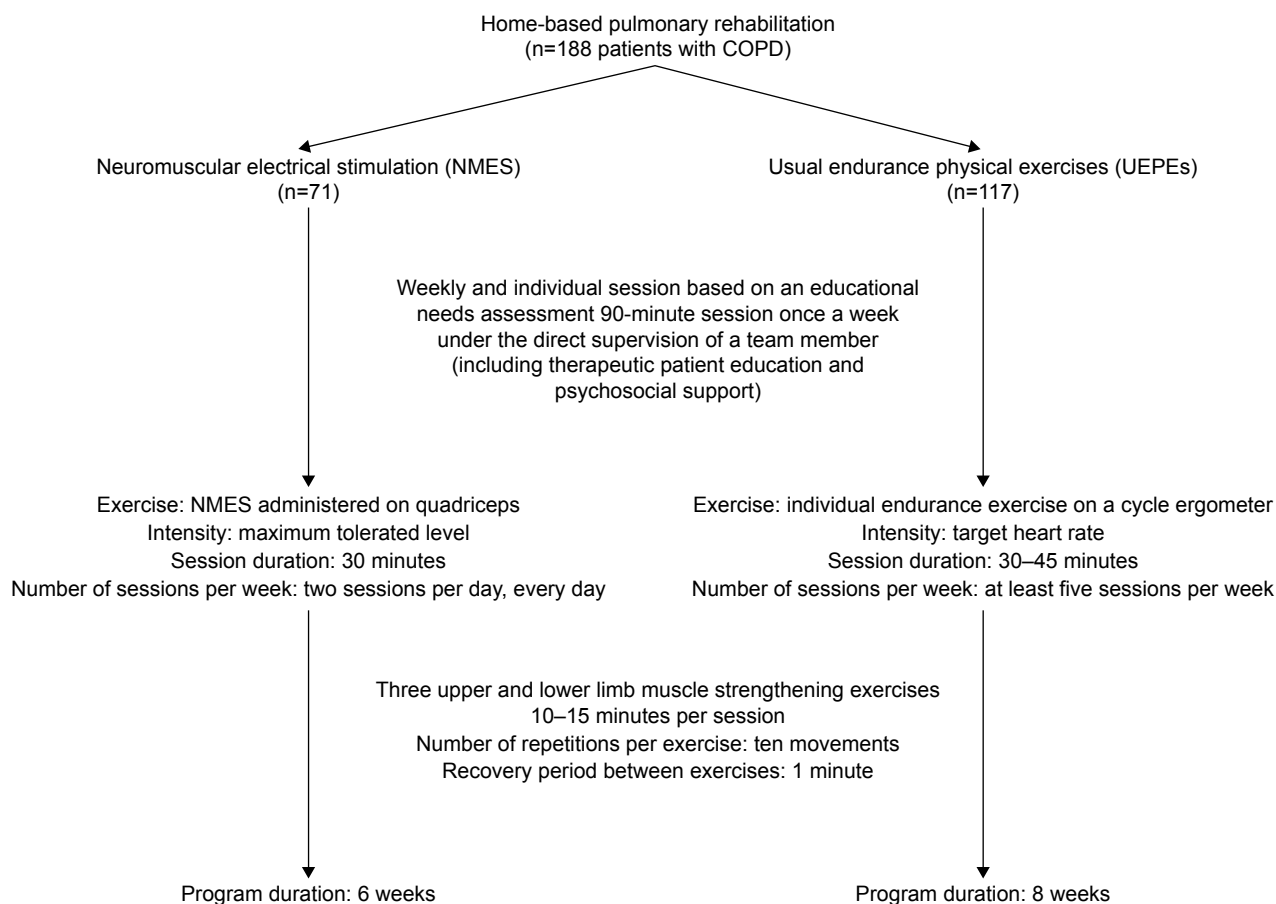 Home-based pulmonary rehabilitation
(n=188 patients with COPD)
Neuromuscular electrical stimulation (NMES)
(n=71)
Usual endurance physical exercises (UEPEs)
(n=117)
Weekly and individual session based on an educational
needs assessment 90-minute session once a week
under the direct supervision of a team member
(including therapeutic patient education and
psychosocial support)
Exercise: NMES administered on quadriceps
Intensity: maximum tolerated level
Session duration: 30 minutes
Number of sessions per week: two sessions per day, every day
Exercise: individual endurance exercise on a cycle ergometer
Intensity: target heart rate
Session duration: 30–45 minutes
Number of sessions per week: at least five sessions per week
Three upper and lower limb muscle strengthening exercises
10–15 minutes per session
Number of repetitions per exercise: ten movements
Recovery period between exercises: 1 minute
Program duration: 6 weeks
Program duration: 8 weeks